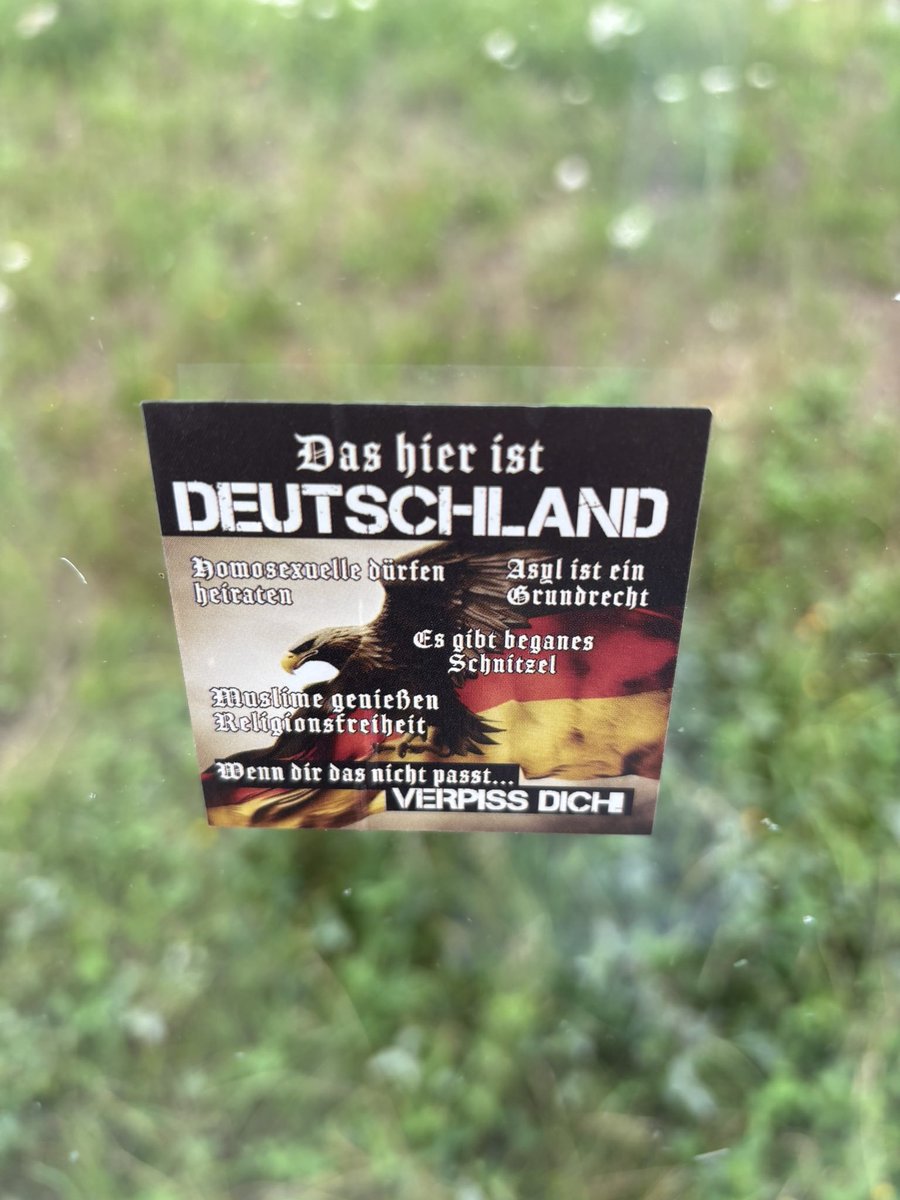 Das hier ist
DEUTSCHLAND
Homosexuelle dürfen
heiraten
Asyl ist ein
Grundrecht
Es gibt veganes
Schnitzel
Muslime genießen
Religionsfreiheit
Wenn dir das nicht passt...
VERPISS DICH!